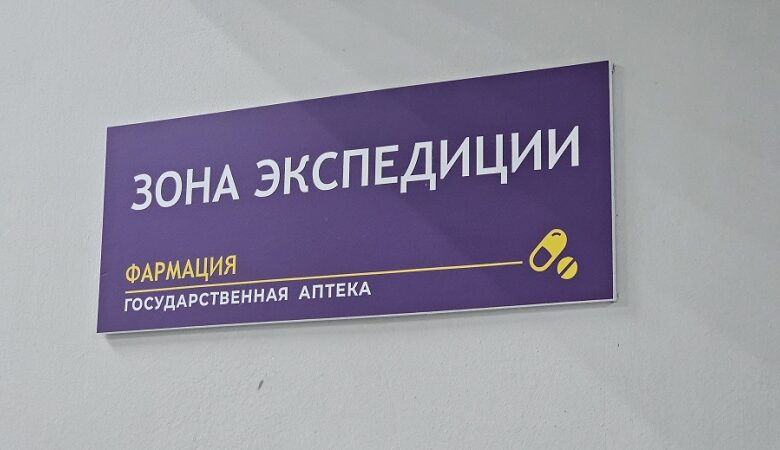 ЗОНА ЭКСПЕДИЦИИ
ФАРМАЦИЯ
ГОСУДАРСТВЕННАЯ АПТЕКА